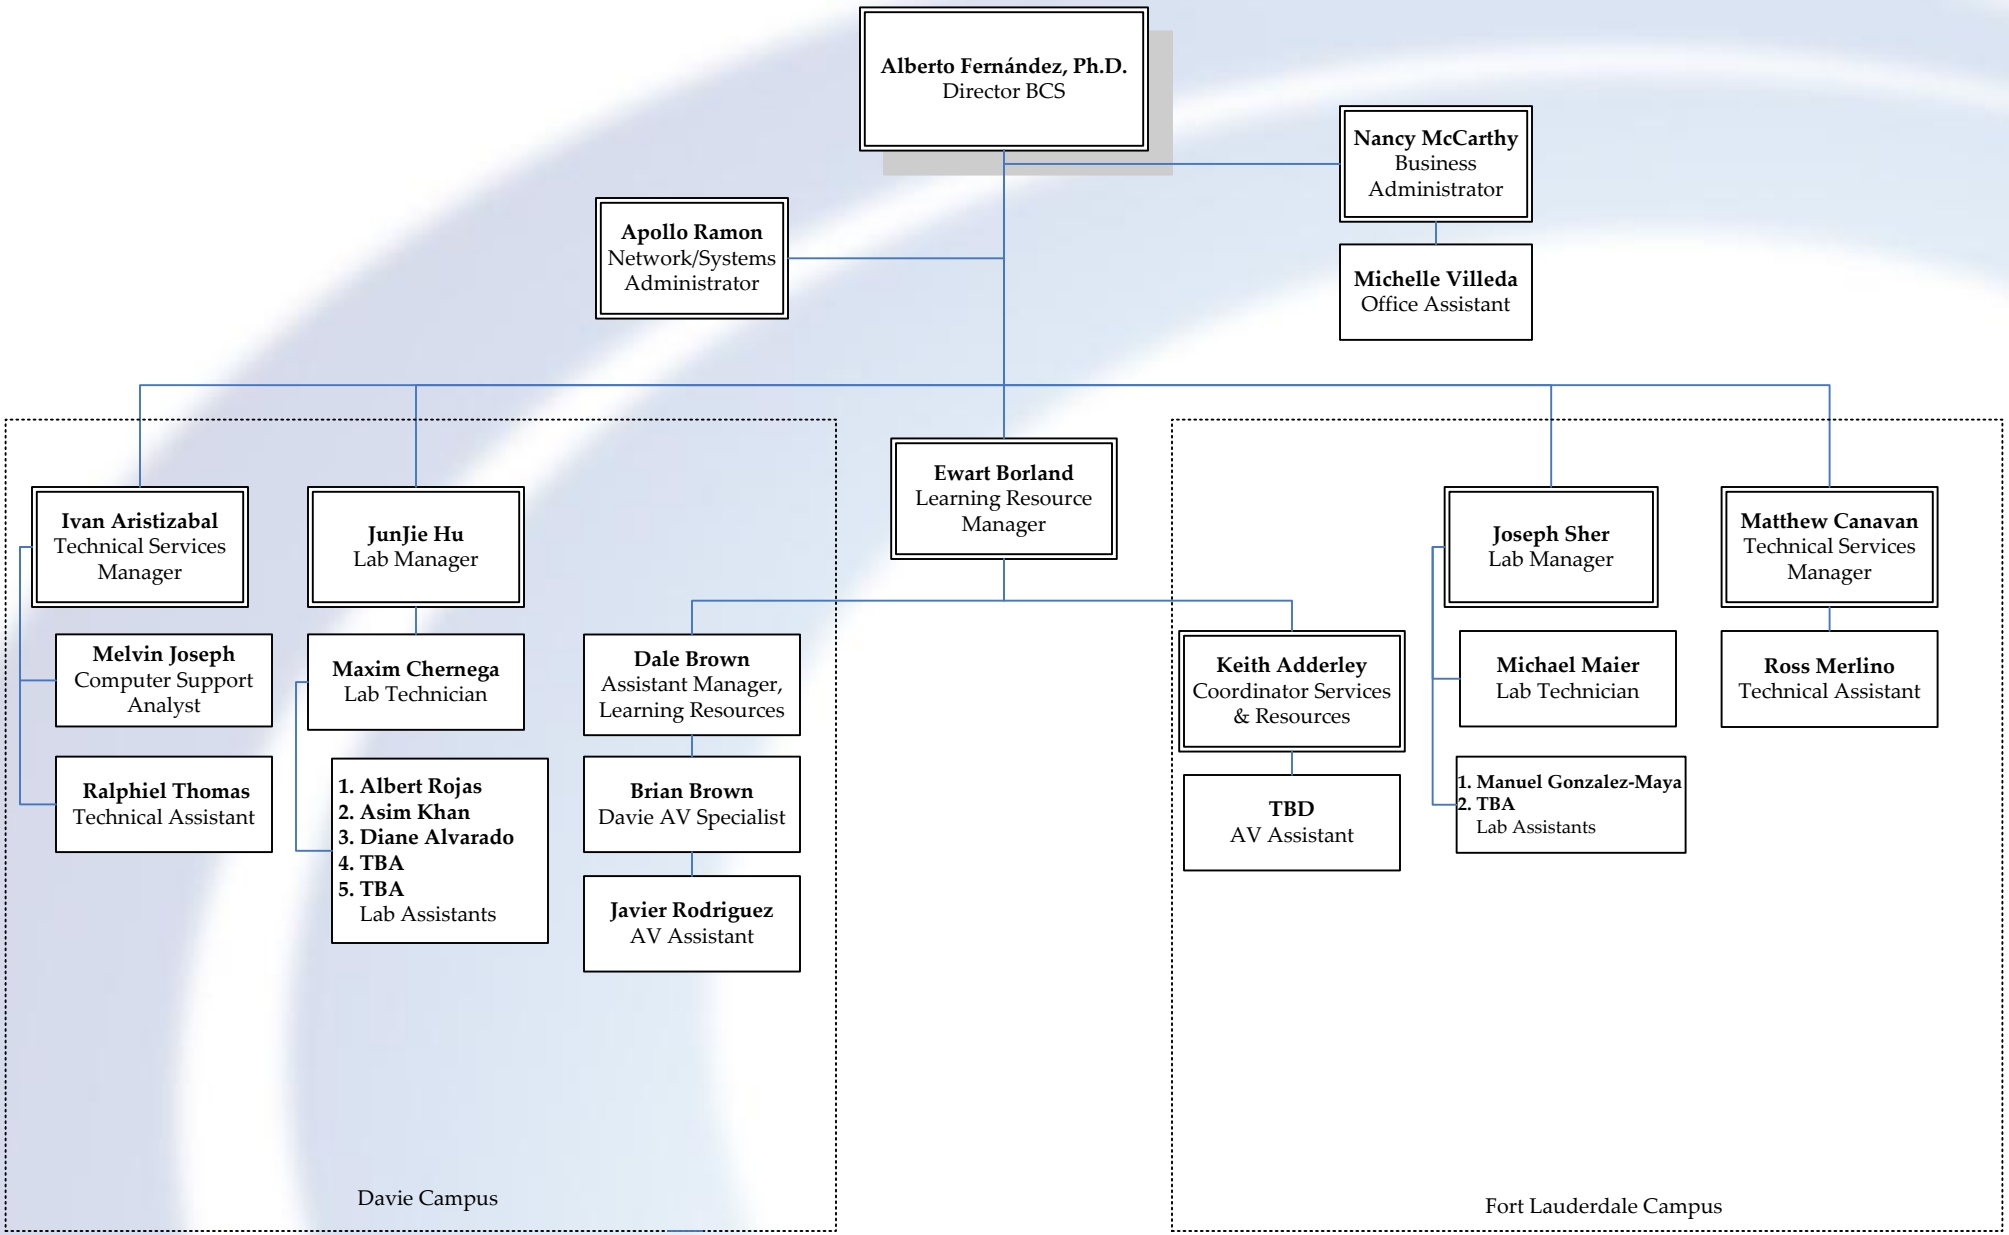 Alberto Fernández, Ph.D.
Director BCS
Nancy McCarthy
Business
Administrator
Apollo Ramon
Network/Systems
Administrator
Michelle Villeda
Office Assistant
Ewart Borland
Learning Resource
Manager
Ivan Aristizabal
Technical Services
Manager
JunJie Hu
Lab Manager
Joseph Sher
Lab Manager
Matthew Canavan
Technical Services
Manager
Melvin Joseph
Computer Support
Analyst
Maxim Chernega
Lab Technician
Dale Brown
Assistant Manager,
Learning Resources
Keith Adderley
Coordinator Services
& Resources
Michael Maier
Lab Technician
Ross Merlino
Technical Assistant
Ralphiel Thomas
Technical Assistant
1. Albert Rojas
2. Asim Khan
3. Diane Alvarado
4. TBA
5. TBA
Lab Assistants
Brian Brown
Davie AV Specialist
TBD
AV Assistant
1. Manuel Gonzalez-Maya
2. TBA
Lab Assistants
Javier Rodriguez
AV Assistant
Davie Campus
Fort Lauderdale Campus